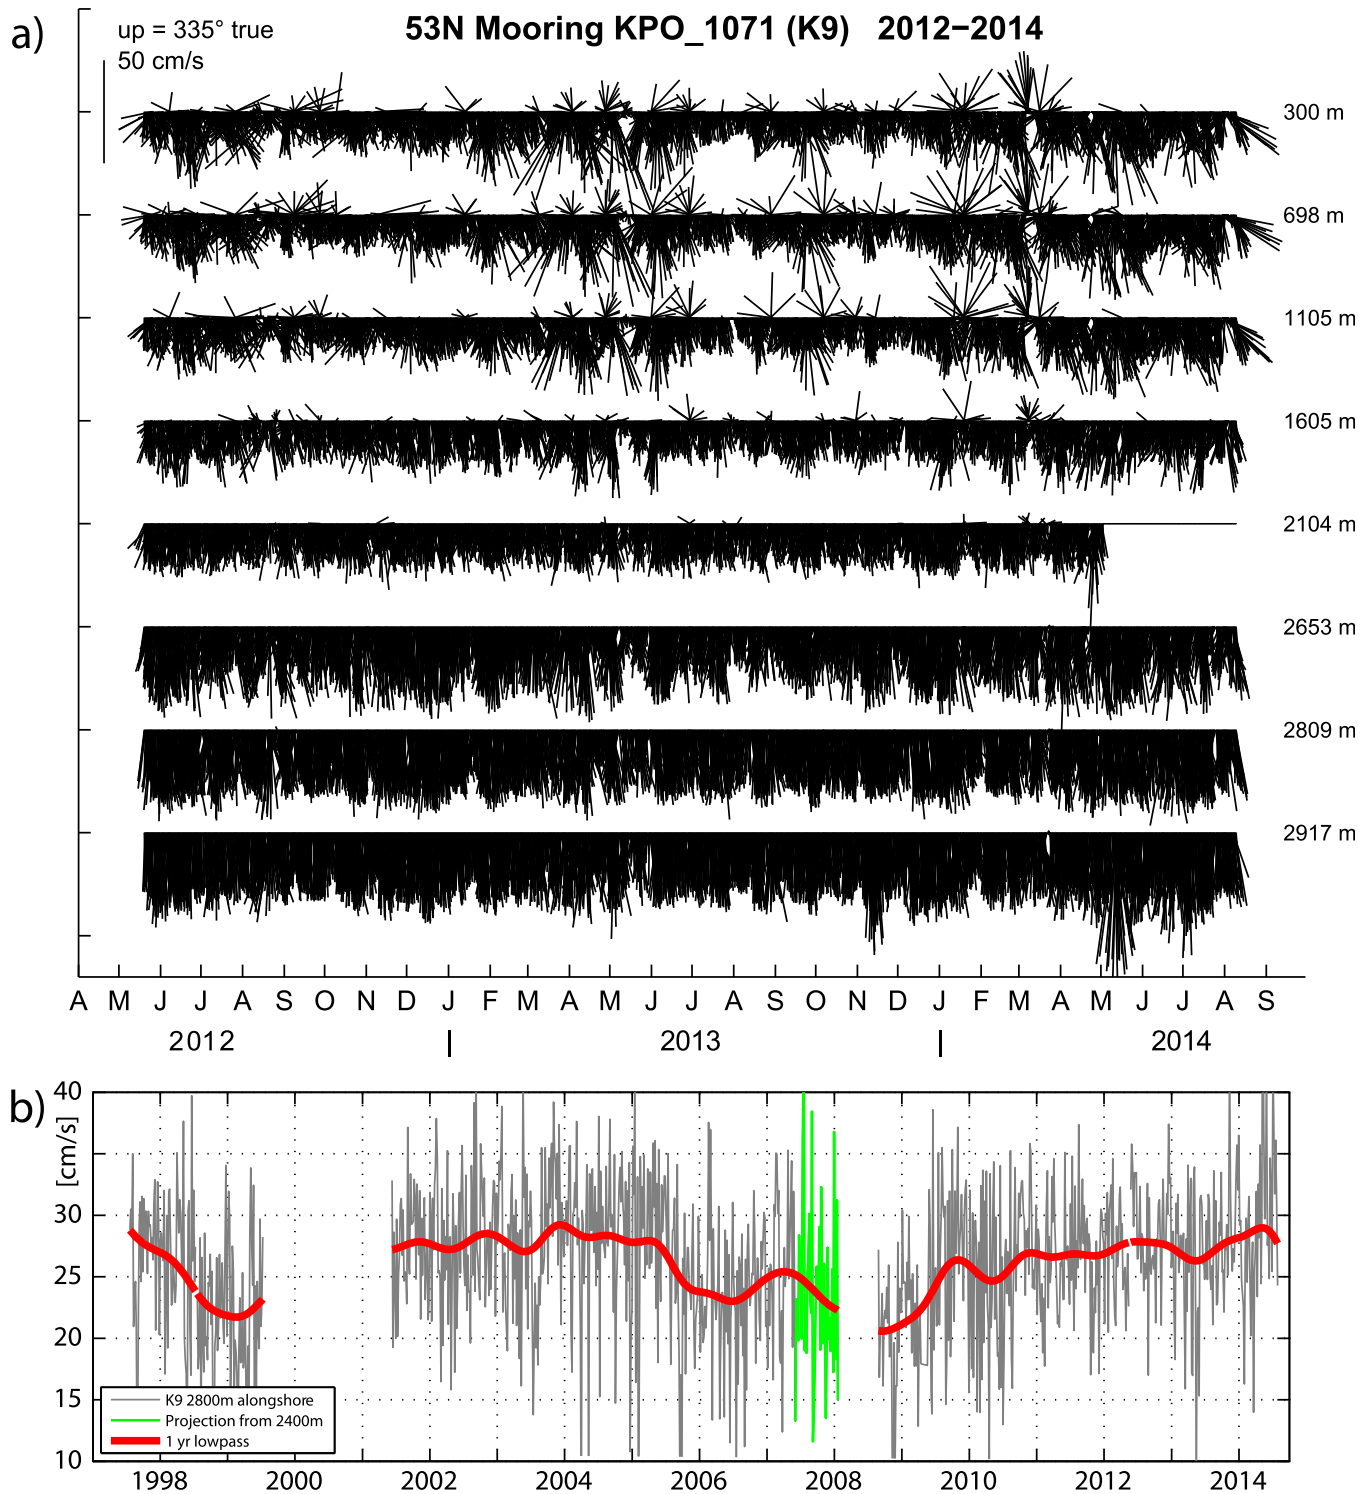 a)
53N Mooring KPO_1071 (K9) 2012−2014
up = 335° true
50 cm/s
300 m
698 m
1105 m
1605 m
2104 m
2653 m
2809 m
2917 m
A M J J A S O N D J F M A M J J A S O N D J F M A M J J A S
2012 | 2013 | 2014
b)
[cm/s]
40
30
25
20
15
10
K9 2800m alongshore
Projection from 2400m
1 yr lowpass
1998 2000 2002 2004 2006 2008 2010 2012 2014